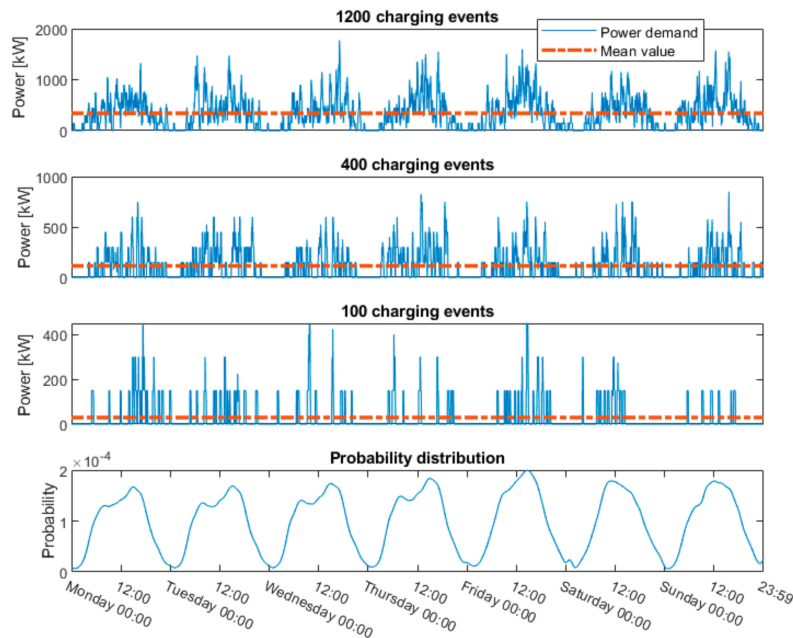 1200 charging events
Power demand
Mean value
Power [kW]
2000
1000
0
400 charging events
Power [kW]
1000
500
0
100 charging events
Power [kW]
400
200
0
Probability distribution
×10⁻⁴
Probability
2
1
0
Monday 00:00
12:00
Tuesday 00:00
12:00
Wednesday 00:00
12:00
Thursday 00:00
12:00
Friday 00:00
12:00
Saturday 00:00
12:00
Sunday 00:00
12:00
23:59